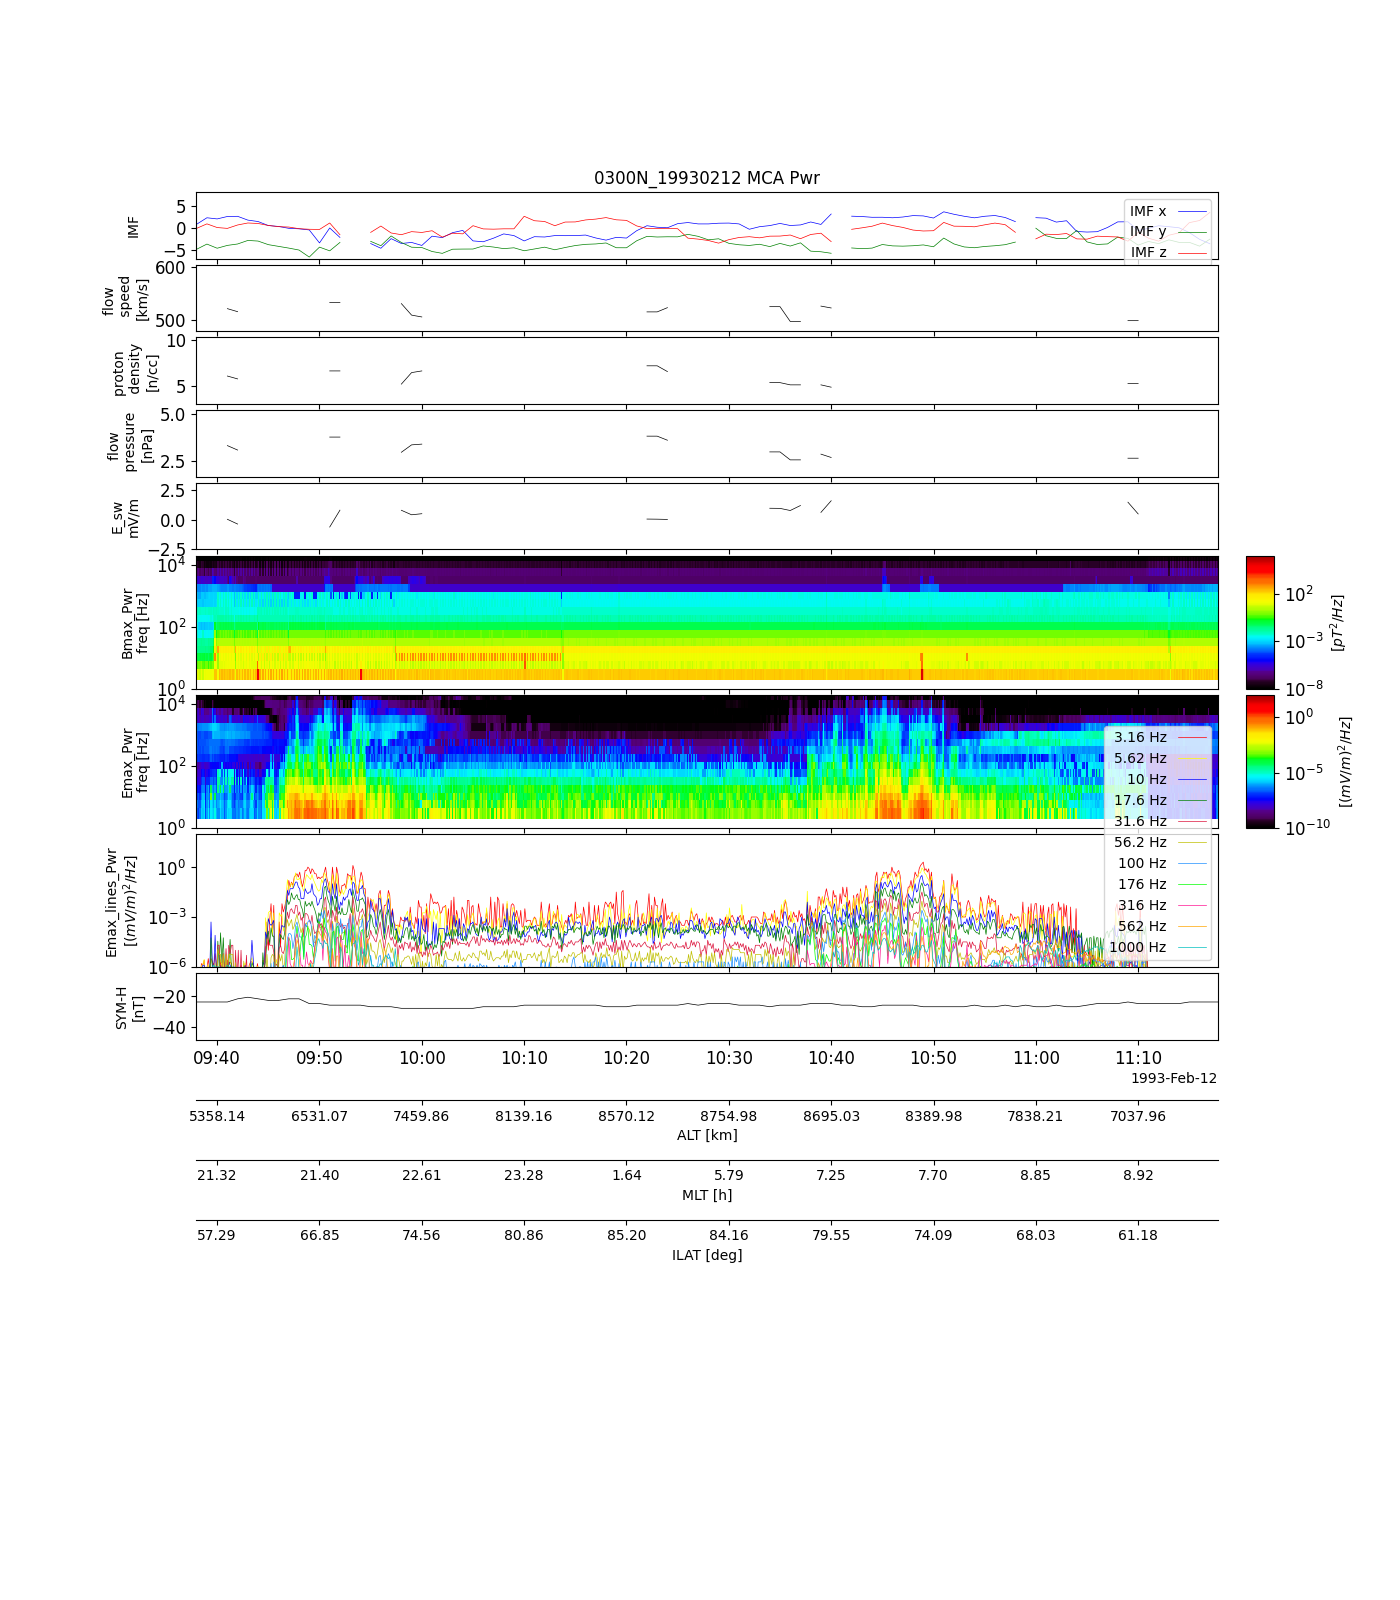 0300N_19930212 MCA Pwr
IMF
5
0
−5
IMF x
IMF y
IMF z
flow
speed
[km/s]
600
500
proton
density
[n/cc]
10
5
flow
pressure
[nPa]
5.0
2.5
E_sw
mV/m
2.5
0.0
−2.5
Bmax_Pwr
freq [Hz]
10^4
10^2
10^0
10^2
10^−3
10^−8
[pT^2/Hz]
Emax_Pwr
freq [Hz]
10^4
10^2
10^0
10^0
10^−5
10^−10
[(mV/m)^2/Hz]
3.16 Hz
5.62 Hz
10 Hz
17.6 Hz
31.6 Hz
56.2 Hz
100 Hz
176 Hz
316 Hz
562 Hz
1000 Hz
Emax_lines_Pwr
[(mV/m)^2/Hz]
10^0
10^−3
10^−6
SYM-H
[nT]
−20
−40
09:40 09:50 10:00 10:10 10:20 10:30 10:40 10:50 11:00 11:10
1993-Feb-12
5358.14 6531.07 7459.86 8139.16 8570.12 8754.98 8695.03 8389.98 7838.21 7037.96
ALT [km]
21.32 21.40 22.61 23.28 1.64 5.79 7.25 7.70 8.85 8.92
MLT [h]
57.29 66.85 74.56 80.86 85.20 84.16 79.55 74.09 68.03 61.18
ILAT [deg]